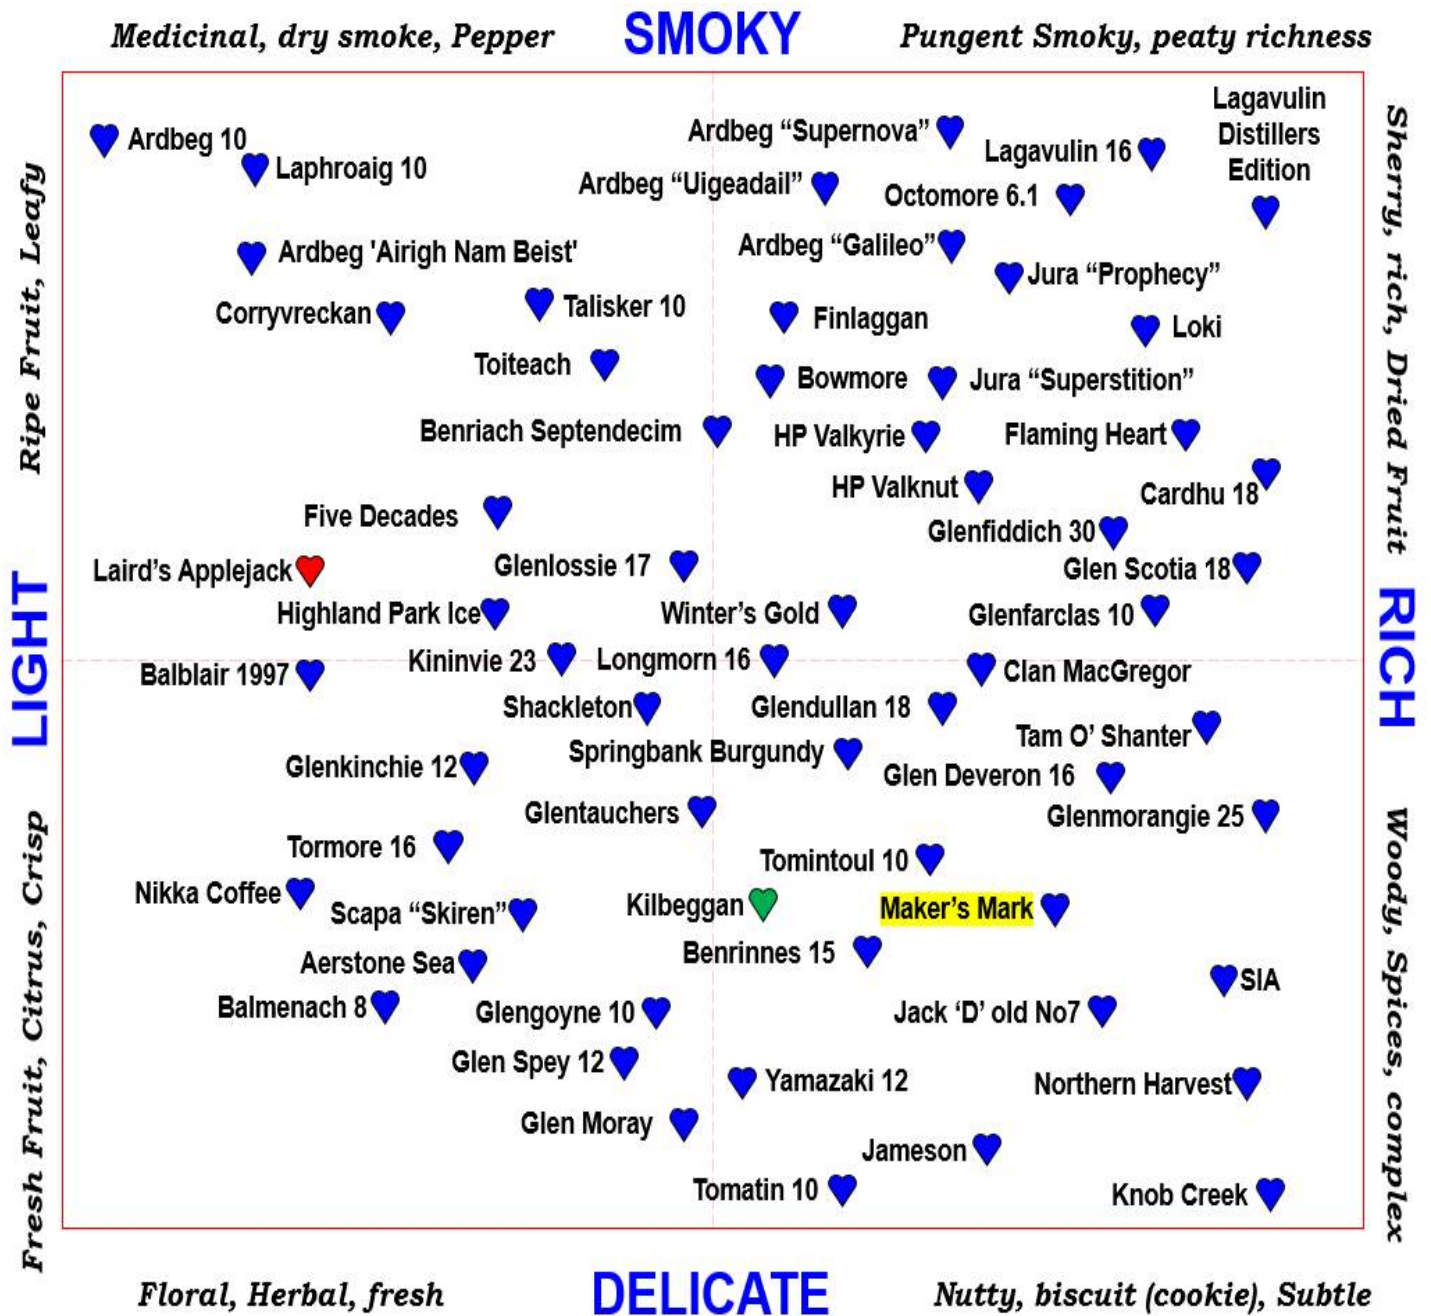 Medicinal, dry smoke, Pepper
SMOKY
Pungent Smoky, peaty richness
Ripe Fruit, Leafy
LIGHT
Fresh Fruit, Citrus, Crisp
Sherry, rich, Dried Fruit
RICH
Woody, Spices, complex
Lagavulin
Distillers
Edition
Ardbeg 10
Ardbeg “Supernova”
Lagavulin 16
Laphroaig 10
Ardbeg “Uigeadail”
Octomore 6.1
Ardbeg 'Airigh Nam Beist'
Ardbeg “Galileo”
Jura “Prophecy”
Corryvreckan
Talisker 10
Finlaggan
Loki
Toiteach
Bowmore
Jura “Superstition”
Benriach Septendecim
HP Valkyrie
Flaming Heart
HP Valknut
Cardhu 18
Five Decades
Glenfiddich 30
Laird’s Applejack
Glenlossie 17
Glen Scotia 18
Highland Park Ice
Winter’s Gold
Glenfarclas 10
Balblair 1997
Kininvie 23
Longmorn 16
Clan MacGregor
Shackleton
Glendullan 18
Tam O’ Shanter
Glenkinchie 12
Springbank Burgundy
Glen Deveron 16
Glentauchers
Glenmorangie 25
Tormore 16
Tomintoul 10
Nikka Coffee
Scapa “Skiren”
Kilbeggan
Maker’s Mark
Benrinnes 15
Aerstone Sea
SIA
Balmenach 8
Glengoyne 10
Jack ‘D’ old No7
Glen Spey 12
Yamazaki 12
Northern Harvest
Glen Moray
Jameson
Tomatin 10
Knob Creek
Floral, Herbal, fresh
DELICATE
Nutty, biscuit (cookie), Subtle